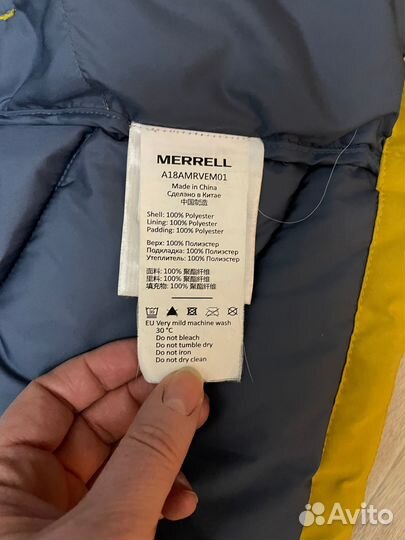 MERRELL
A18AMRVEM01
Made in China
Сделано в Китае
中国制造
Shell: 100% Polyester
Lining: 100% Polyester
Padding: 100% Polyester
Верх: 100% Полиэстер
Подкладка: 100% Полиэстер
Утеплитель: 100% Полиэстер
面料: 100% 聚酯纤维
里料: 100% 聚酯纤维
填充物: 100% 聚酯纤维
EU Very mild machine wash
30 °C
Do not bleach
Do not tumble dry
Do not iron
Do not dry clean
Avito